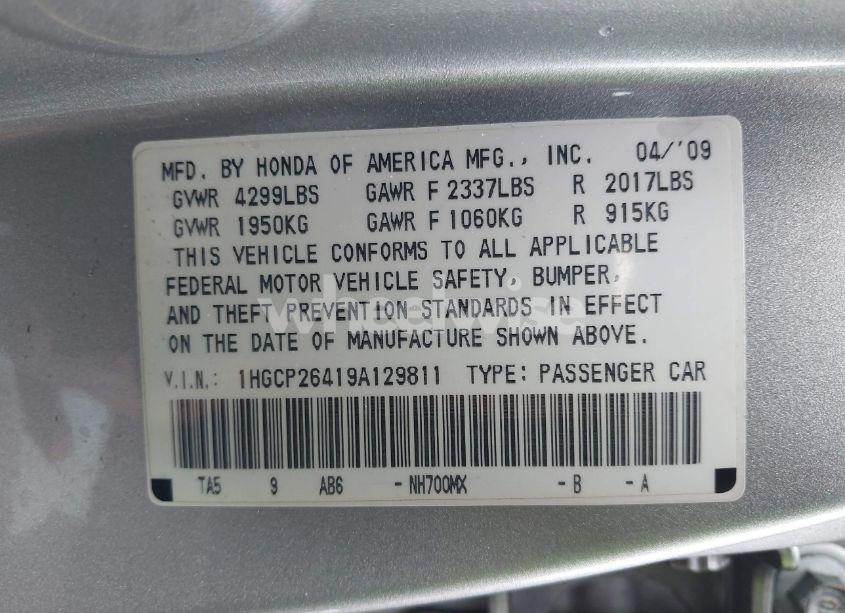 MFD. BY HONDA OF AMERICA MFG., INC. 04/'09
GVWR 4299LBS GAWR F 2337LBS R 2017LBS
GVWR 1950KG GAWR F 1060KG R 915KG
THIS VEHICLE CONFORMS TO ALL APPLICABLE
FEDERAL MOTOR VEHICLE SAFETY, BUMPER,
AND THEFT PREVENTION STANDARDS IN EFFECT
ON THE DATE OF MANUFACTURE SHOWN ABOVE.
V.I.N.: 1HGCP26419A129811 TYPE: PASSENGER CAR
TA5 9 AB6 - NH700MX - B - A
wheelwise